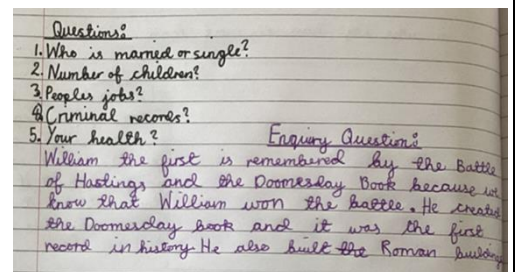 Questions:
1. Who is married or single?
2. Number of children?
3. Peoples jobs?
4. Criminal records?
5. Your health?
Enquiry Question:
William the first is remembered by the Battle
of Hastings and the Doomesday Book because we
know that William won the battle. He created
the Doomesday book and it was the first
record in history. He also built the Roman building